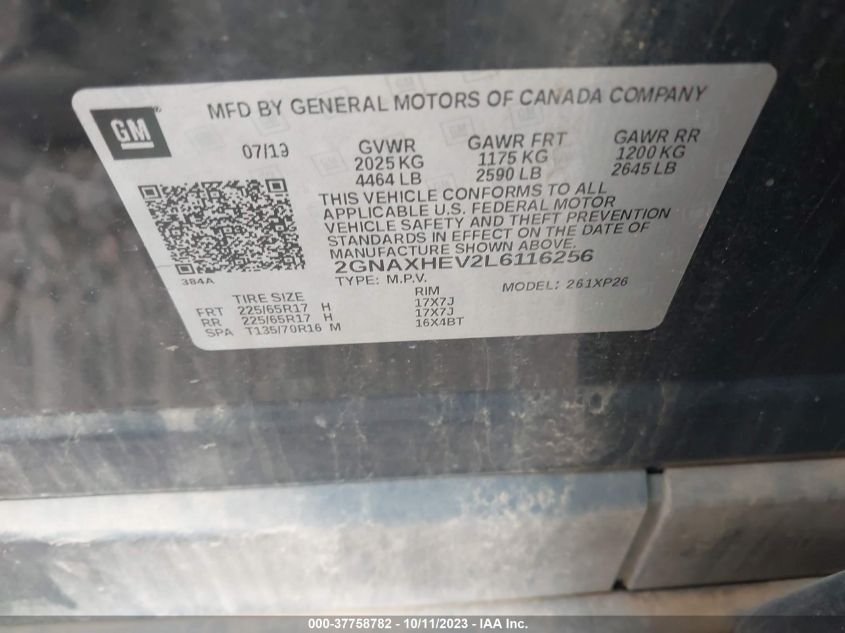 GM
MFD BY GENERAL MOTORS OF CANADA COMPANY
07/19
GVWR GAWR FRT GAWR RR
2025 KG 1175 KG 1200 KG
4464 LB 2590 LB 2645 LB
THIS VEHICLE CONFORMS TO ALL
APPLICABLE U.S. FEDERAL MOTOR
VEHICLE SAFETY AND THEFT PREVENTION
STANDARDS IN EFFECT ON THE DATE OF
MANUFACTURE SHOWN ABOVE.
2GNAXHEV2L6116256
TYPE: M.P.V. MODEL: 261XP26
384A
TIRE SIZE RIM
FRT 225/65R17 H 17X7J
RR 225/65R17 H 17X7J
SPA T135/70R16 M 16X4BT
000-37758782 - 10/11/2023 - IAA Inc.